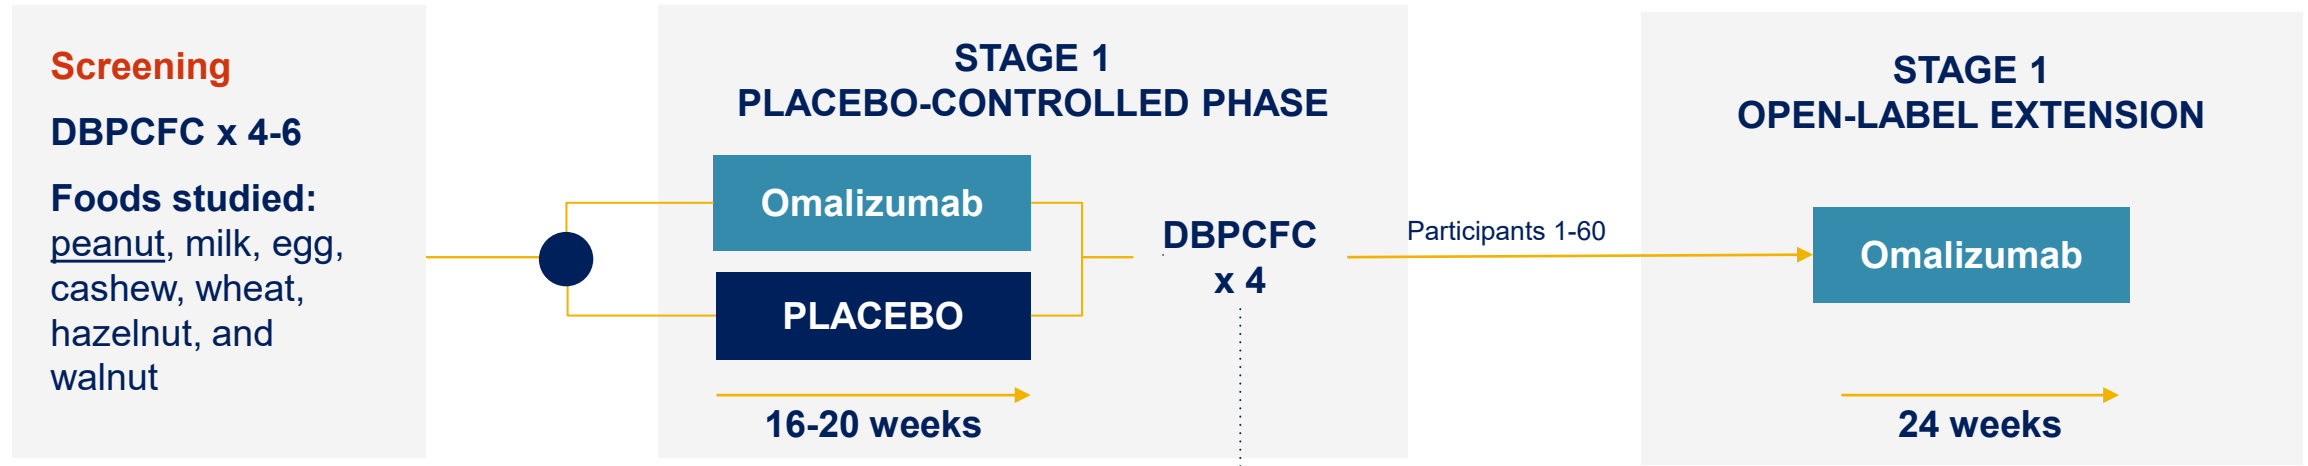 Screening
DBPCFC x 4-6
Foods studied:
peanut, milk, egg,
cashew, wheat,
hazelnut, and
walnut
STAGE 1
PLACEBO-CONTROLLED PHASE
Omalizumab
PLACEBO
16-20 weeks
DBPCFC
x 4
Participants 1-60
STAGE 1
OPEN-LABEL EXTENSION
Omalizumab
24 weeks